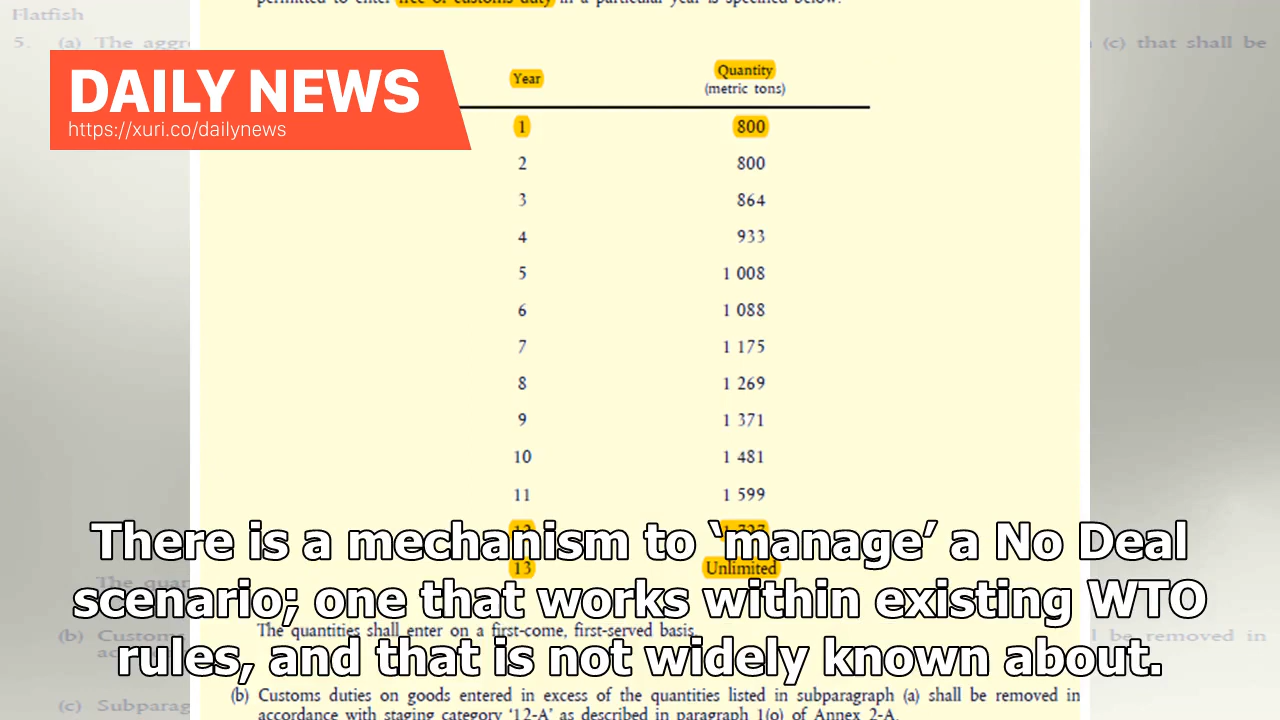 permitted to enter free of customs duty in a particular year is specified below:
Flatfish
5. (a) The aggre (c) that shall be
DAILY NEWS
https://xuri.co/dailynews
Year Quantity
(metric tons)
1 800
2 800
3 864
4 933
5 1 008
6 1 088
7 1 175
8 1 269
9 1 371
10 1 481
11 1 599
12 1 727
13 Unlimited
There is a mechanism to ‘manage’ a No Deal
scenario; one that works within existing WTO
rules, and that is not widely known about.
The quan
The quantities shall enter on a first-come, first-served basis.
(b) Customs l be removed in
ac
(b) Customs duties on goods entered in excess of the quantities listed in subparagraph (a) shall be removed in
accordance with staging category ‘12-A’ as described in paragraph 1(o) of Annex 2-A.
(c) Subparag